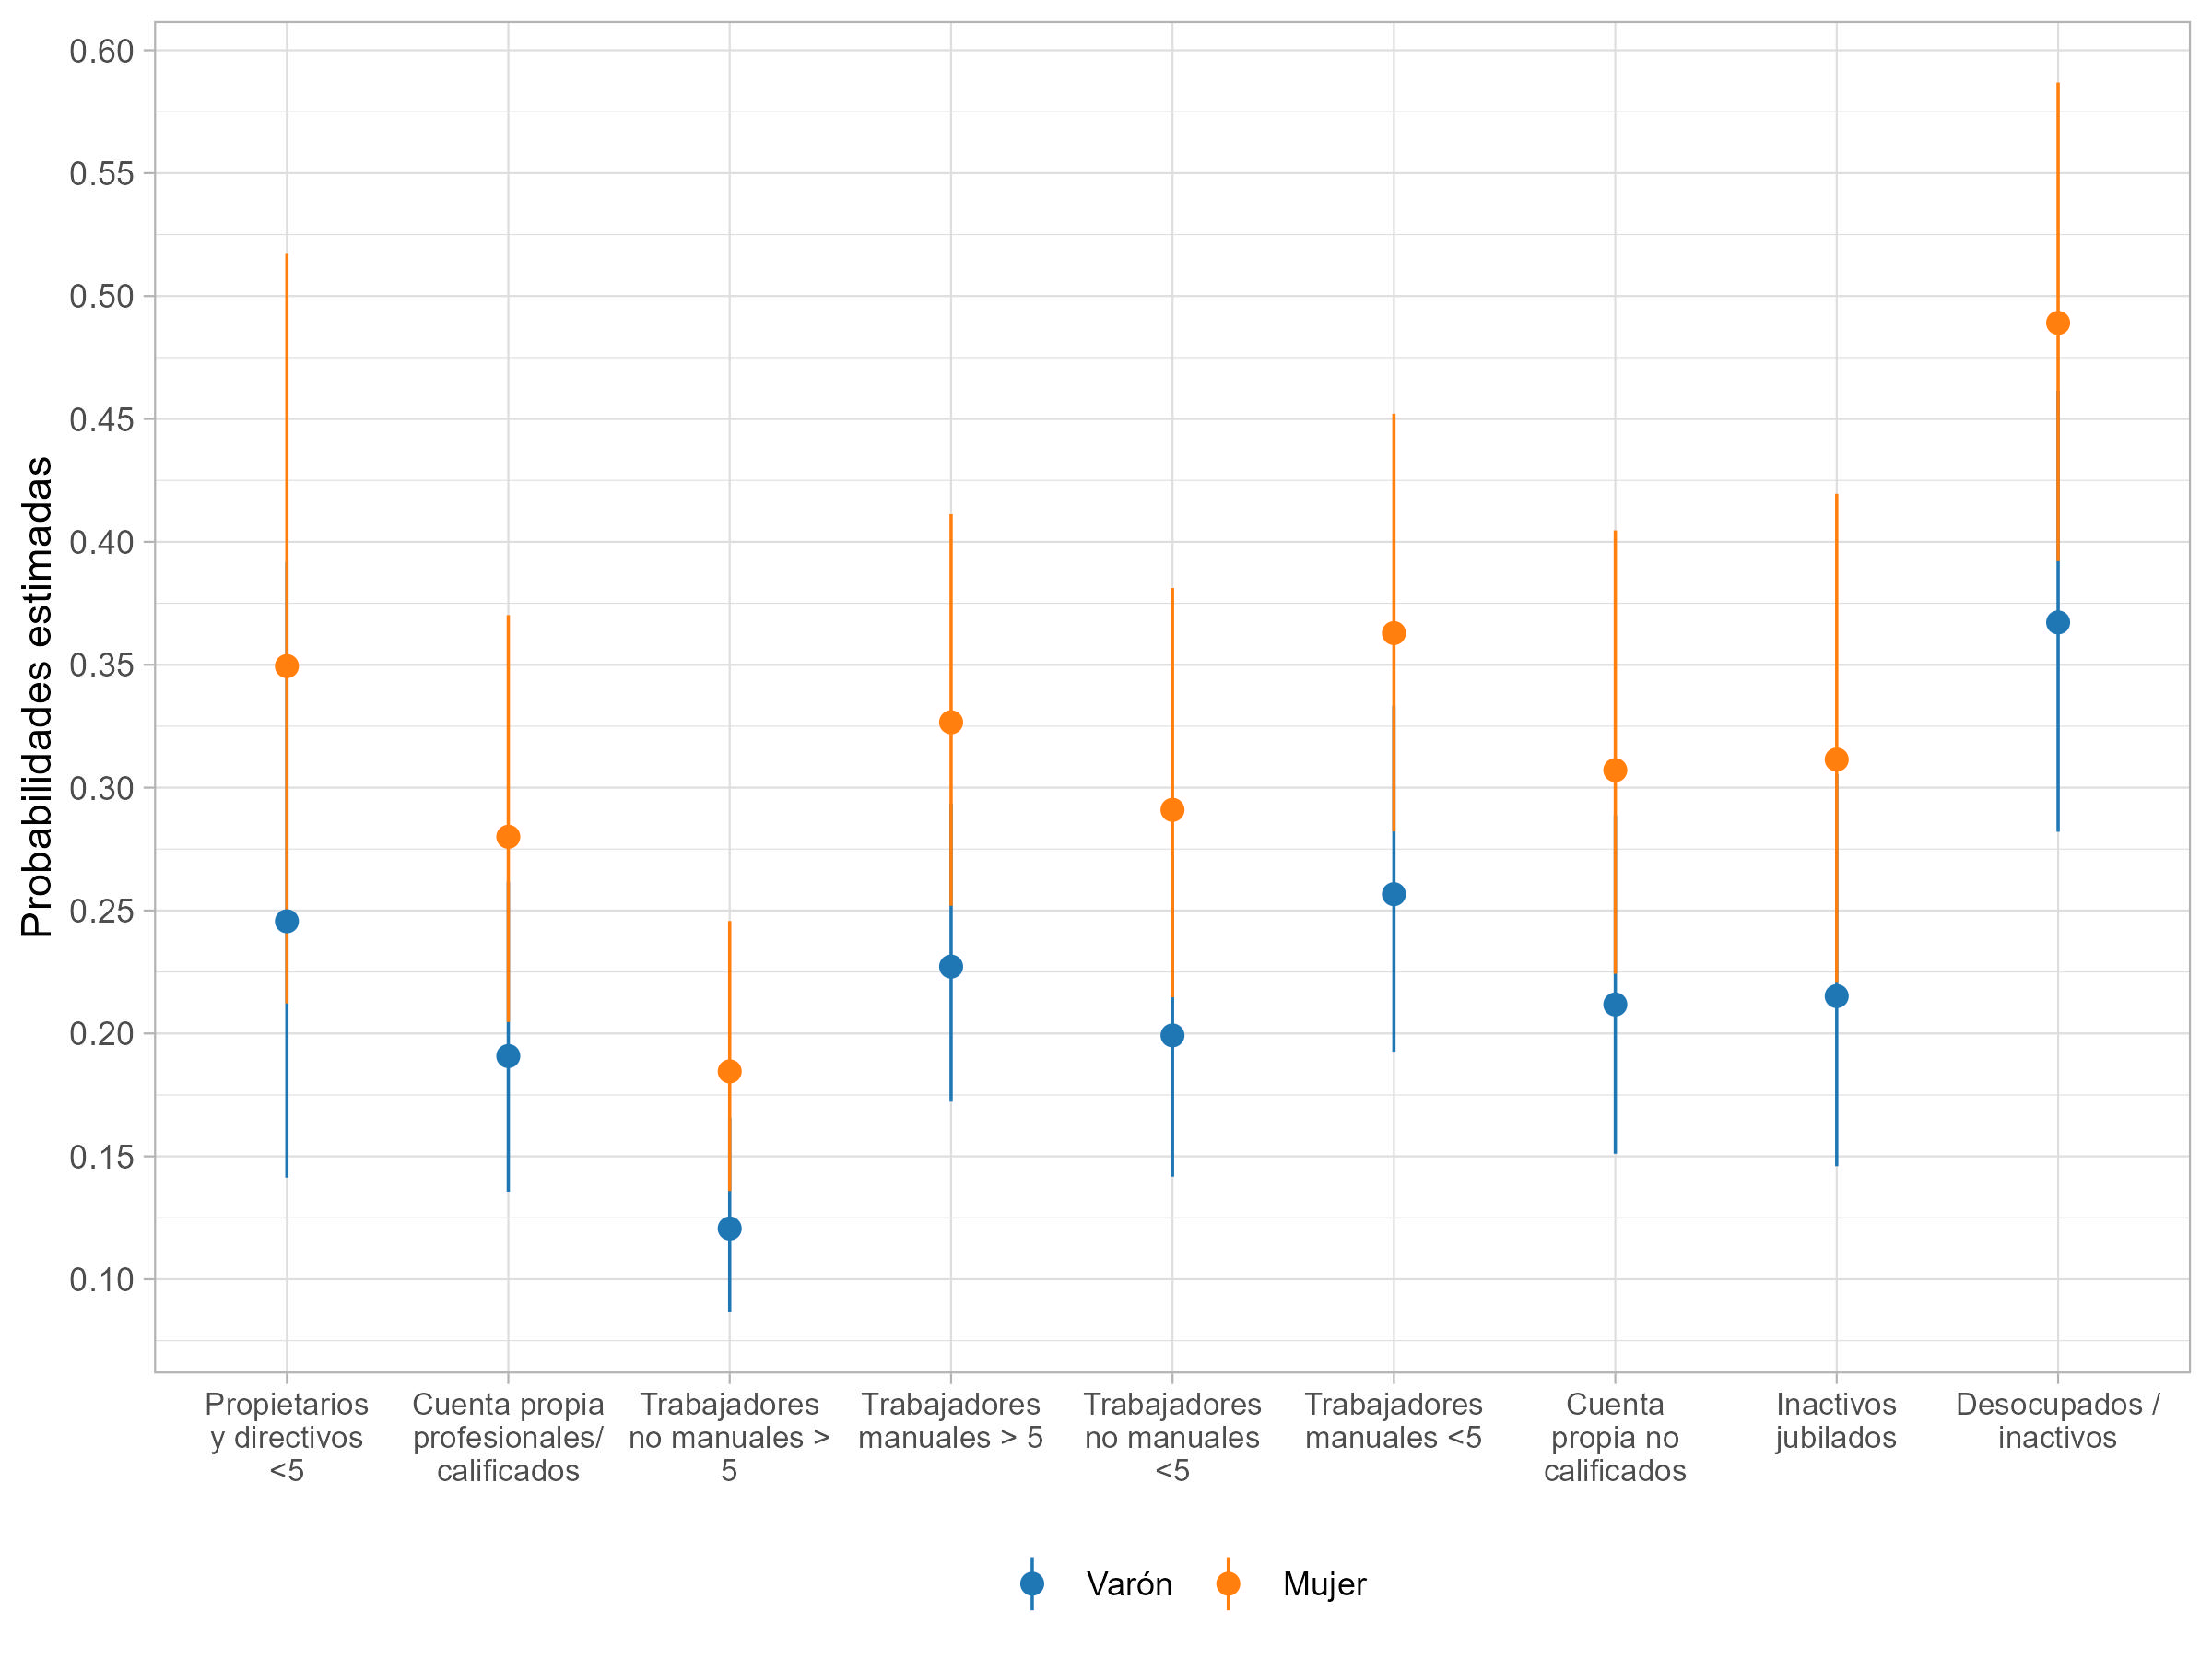 Probabilidades estimadas
0.60
0.55
0.50
0.45
0.40
0.35
0.30
0.25
0.20
0.15
0.10
Propietarios
y directivos
<5
Cuenta propia
profesionales/
calificados
Trabajadores
no manuales >
5
Trabajadores
manuales > 5
Trabajadores
no manuales
<5
Trabajadores
manuales <5
Cuenta
propia no
calificados
Inactivos
jubilados
Desocupados /
inactivos
Varón
Mujer